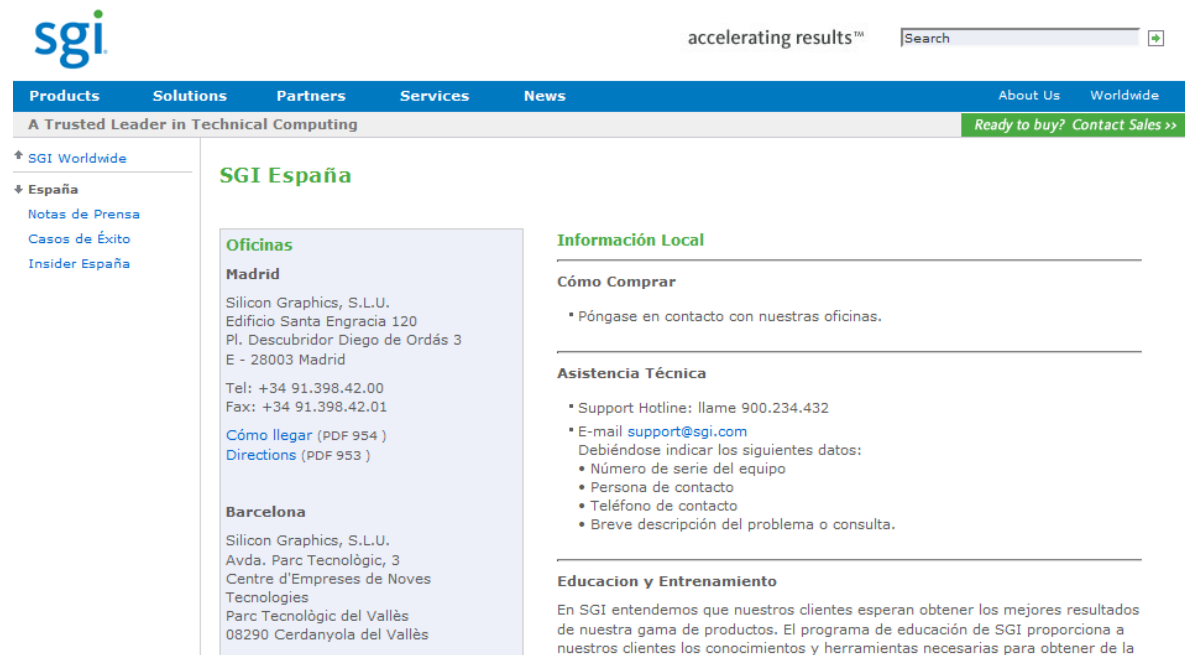 sgi
accelerating results™
Search
Products Solutions Partners Services News About Us Worldwide
A Trusted Leader in Technical Computing
Ready to buy? Contact Sales >>
SGI Worldwide
España
Notas de Prensa
Casos de Éxito
Insider España
SGI España
Oficinas
Madrid
Silicon Graphics, S.L.U.
Edificio Santa Engracia 120
Pl. Descubridor Diego de Ordás 3
E - 28003 Madrid
Tel: +34 91.398.42.00
Fax: +34 91.398.42.01
Cómo llegar (PDF 954 )
Directions (PDF 953 )
Barcelona
Silicon Graphics, S.L.U.
Avda. Parc Tecnològic, 3
Centre d'Empreses de Noves
Tecnologies
Parc Tecnològic del Vallès
08290 Cerdanyola del Vallès
Información Local
Cómo Comprar
▪ Póngase en contacto con nuestras oficinas.
Asistencia Técnica
▪ Support Hotline: llame 900.234.432
▪ E-mail support@sgi.com
Debiéndose indicar los siguientes datos:
• Número de serie del equipo
• Persona de contacto
• Teléfono de contacto
• Breve descripción del problema o consulta.
Educacion y Entrenamiento
En SGI entendemos que nuestros clientes esperan obtener los mejores resultados
de nuestra gama de productos. El programa de educación de SGI proporciona a
nuestros clientes los conocimientos y herramientas necesarias para obtener de la